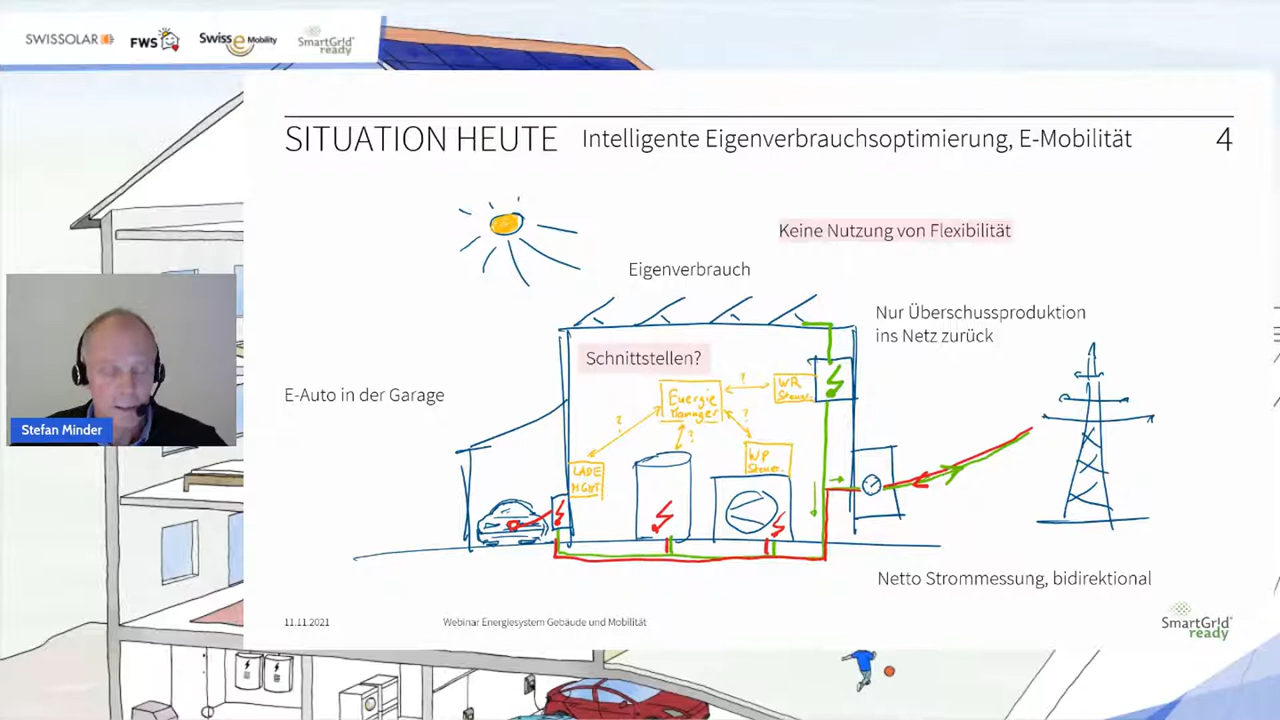 SWISSOLAR
FWS
Swiss eMobility
SmartGrid
ready
SITUATION HEUTE Intelligente Eigenverbrauchsoptimierung, E-Mobilität 4
Keine Nutzung von Flexibilität
Eigenverbrauch
Nur Überschussproduktion
ins Netz zurück
Schnittstellen?
E-Auto in der Garage
Energie
Manager
?
?
?
?
WR
Steuer.
WP
Steuer.
LADE
MGMT
Stefan Minder
Netto Strommessung, bidirektional
11.11.2021
Webinar Energiesystem Gebäude und Mobilität
SmartGrid
ready